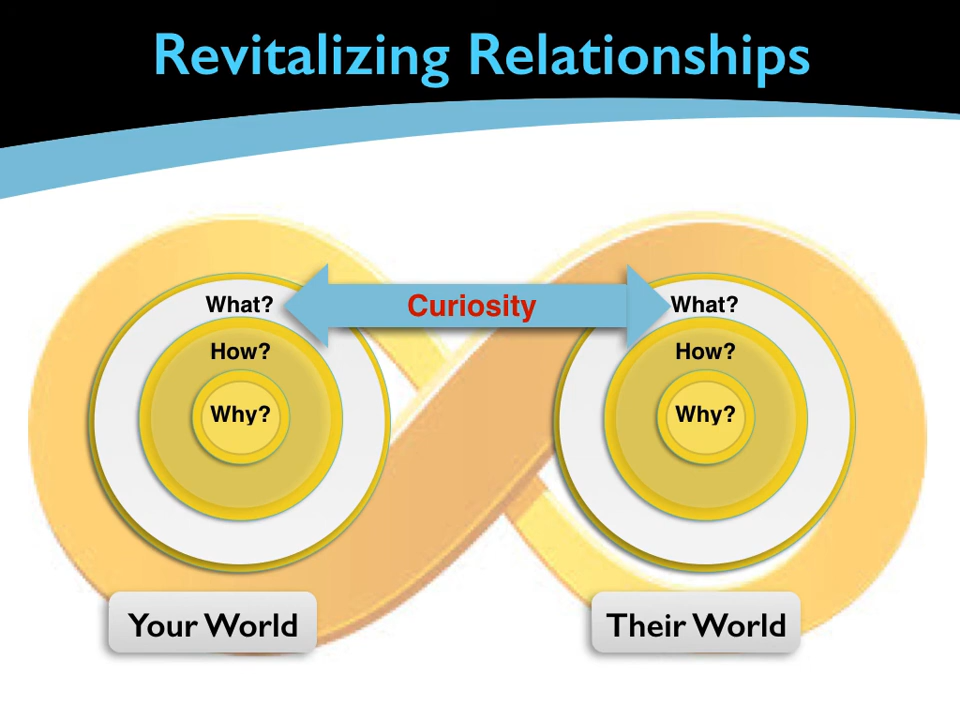 Revitalizing Relationships
What?
Curiosity
What?
How?
How?
Why?
Why?
Your World
Their World